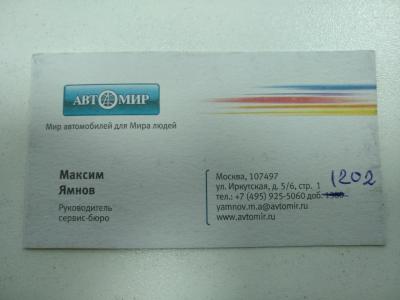 АВТОМИР
Мир автомобилей для Мира людей
Максим
Ямнов
Руководитель
сервис-бюро
Москва, 107497
ул. Иркутская, д. 5/6, стр. 1
1202
тел.: +7 (495) 925-5060 доб.
yamnov.m.a@avtomir.ru
www.avtomir.ru